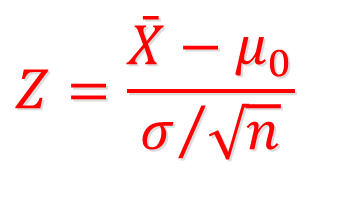 Z = (X̄ − μ₀) / (σ/√n)